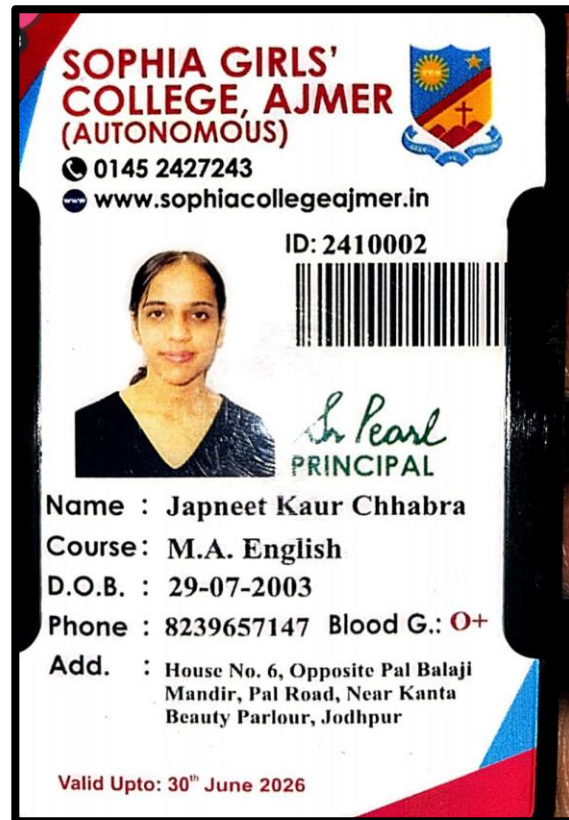 SOPHIA GIRLS'
COLLEGE, AJMER
(AUTONOMOUS)
0145 2427243
www.sophiacollegeajmer.in
ID: 2410002
Sr Pearl
PRINCIPAL
Name : Japneet Kaur Chhabra
Course: M.A. English
D.O.B. : 29-07-2003
Phone : 8239657147 Blood G.: O+
Add. : House No. 6, Opposite Pal Balaji
Mandir, Pal Road, Near Kanta
Beauty Parlour, Jodhpur
Valid Upto: 30th June 2026